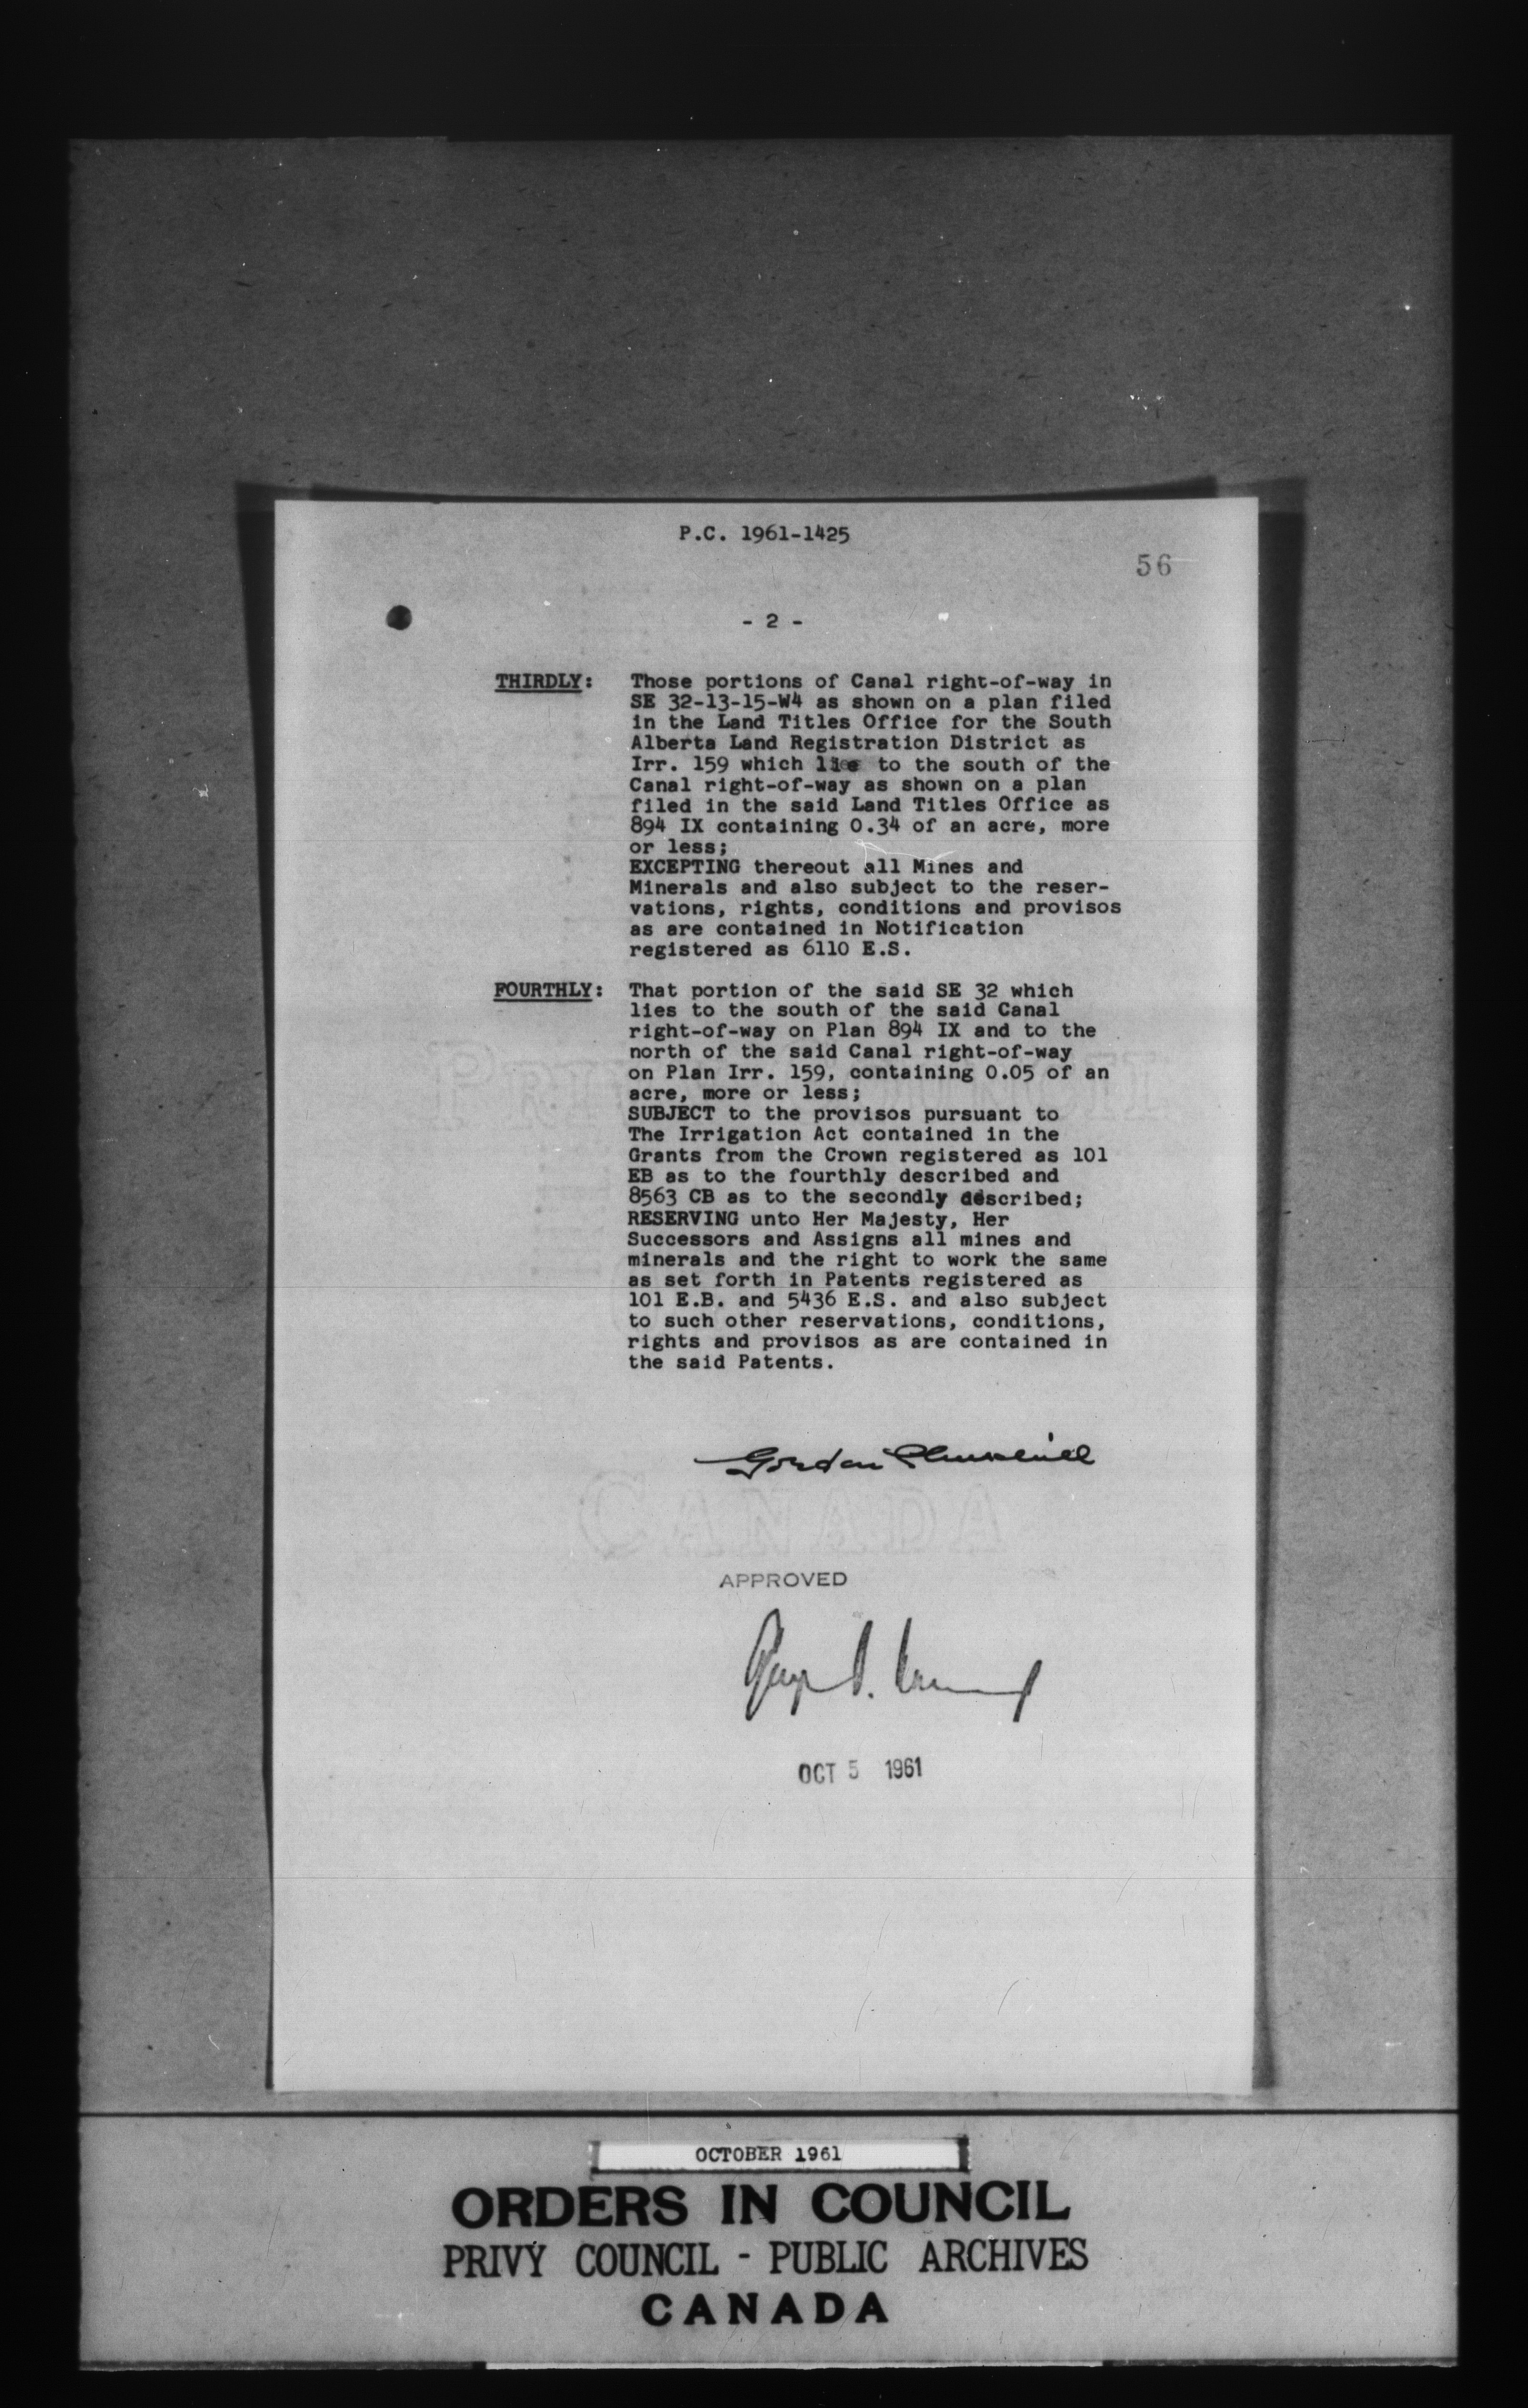 P.C. 1961-1425
56
- 2 -
THIRDLY: Those portions of Canal right-of-way in
SE 32-13-15-W4 as shown on a plan filed
in the Land Titles Office for the South
Alberta Land Registration District as
Irr. 159 which lie to the south of the
Canal right-of-way as shown on a plan
filed in the said Land Titles Office as
894 IX containing 0.34 of an acre, more
or less;
EXCEPTING thereout all Mines and
Minerals and also subject to the reser-
vations, rights, conditions and provisos
as are contained in Notification
registered as 6110 E.S.
FOURTHLY: That portion of the said SE 32 which
lies to the south of the said Canal
right-of-way on Plan 894 IX and to the
north of the said Canal right-of-way
on Plan Irr. 159, containing 0.05 of an
acre, more or less;
SUBJECT to the provisos pursuant to
The Irrigation Act contained in the
Grants from the Crown registered as 101
EB as to the fourthly described and
8563 CB as to the secondly described;
RESERVING unto Her Majesty, Her
Successors and Assigns all mines and
minerals and the right to work the same
as set forth in Patents registered as
101 E.B. and 5436 E.S. and also subject
to such other reservations, conditions,
rights and provisos as are contained in
the said Patents.
Gordon Churchill
APPROVED
OCT 5 1961
OCTOBER 1961
ORDERS IN COUNCIL
PRIVY COUNCIL - PUBLIC ARCHIVES
CANADA